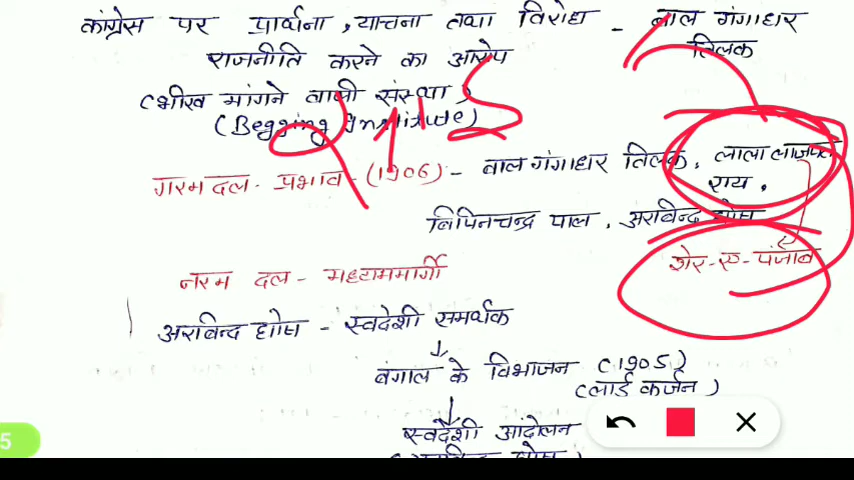 कांग्रेस पर प्रार्थना, याचना तथा विरोध - बाल गंगाधर तिलक
राजनीति करने का आरोप
(भीख मांगने वाली संस्था)
(Begging Institute)
गरम दल - प्रभाव - (1906) - बाल गंगाधर तिलक, लाला लाजपत राय,
विपिनचन्द्र पाल, अरविन्द घोष
शेर-ए-पंजाब
नरम दल - मध्यममार्गी
अरविन्द घोष - स्वदेशी समर्थक
बंगाल के विभाजन (1905)
(लार्ड कर्जन)
स्वदेशी आंदोलन
5